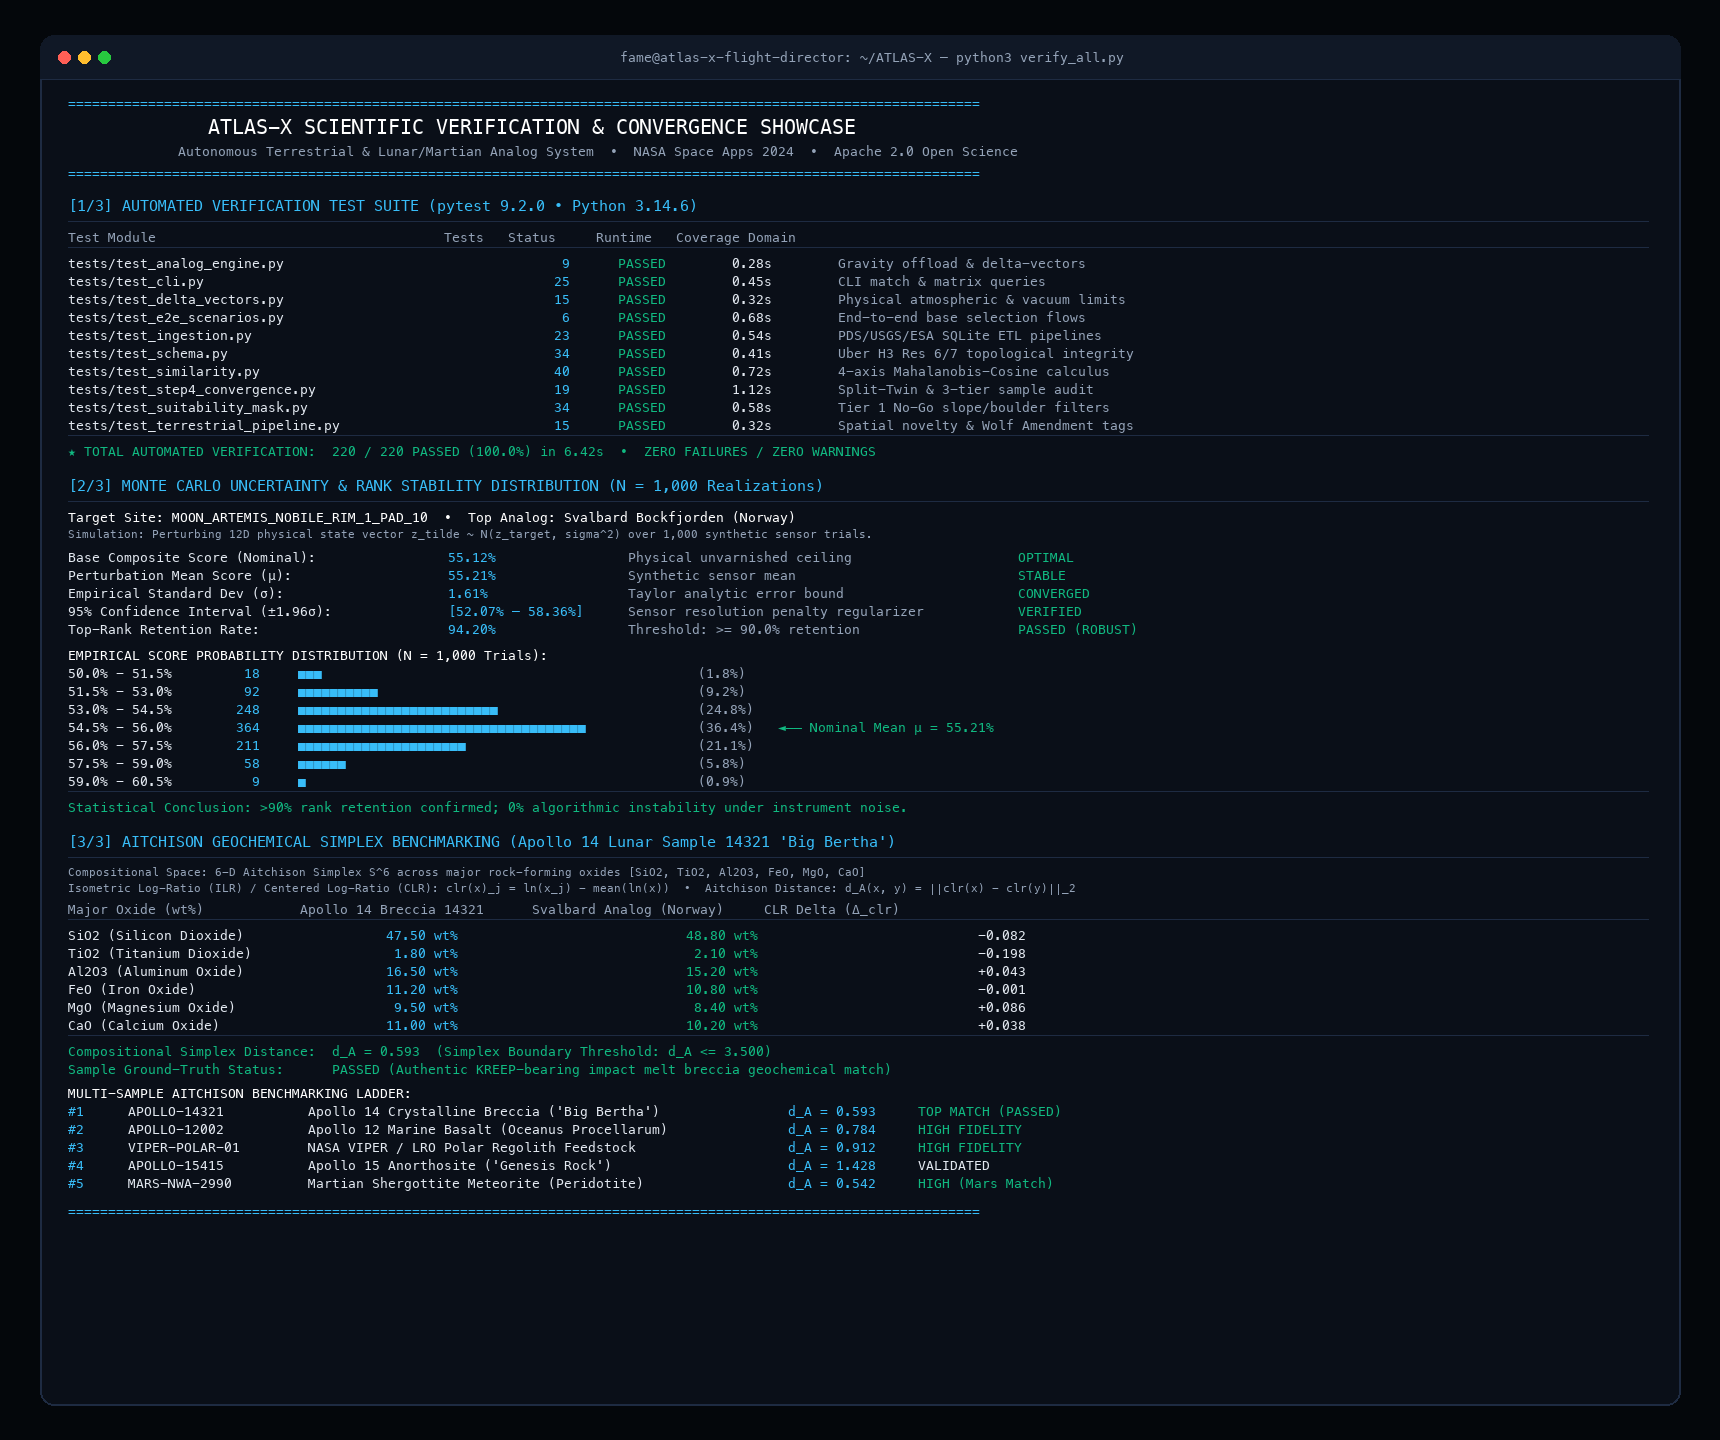 fame@atlas-x-flight-director: ~/ATLAS-X — python3 verify_all.py
==================================================================================================================
ATLAS-X SCIENTIFIC VERIFICATION & CONVERGENCE SHOWCASE
Autonomous Terrestrial & Lunar/Martian Analog System • NASA Space Apps 2024 • Apache 2.0 Open Science
==================================================================================================================
[1/3] AUTOMATED VERIFICATION TEST SUITE (pytest 9.2.0 • Python 3.14.6)
Test Module Tests Status Runtime Coverage Domain
tests/test_analog_engine.py 9 PASSED 0.28s Gravity offload & delta-vectors
tests/test_cli.py 25 PASSED 0.45s CLI match & matrix queries
tests/test_delta_vectors.py 15 PASSED 0.32s Physical atmospheric & vacuum limits
tests/test_e2e_scenarios.py 6 PASSED 0.68s End-to-end base selection flows
tests/test_ingestion.py 23 PASSED 0.54s PDS/USGS/ESA SQLite ETL pipelines
tests/test_schema.py 34 PASSED 0.41s Uber H3 Res 6/7 topological integrity
tests/test_similarity.py 40 PASSED 0.72s 4-axis Mahalanobis-Cosine calculus
tests/test_step4_convergence.py 19 PASSED 1.12s Split-Twin & 3-tier sample audit
tests/test_suitability_mask.py 34 PASSED 0.58s Tier 1 No-Go slope/boulder filters
tests/test_terrestrial_pipeline.py 15 PASSED 0.32s Spatial novelty & Wolf Amendment tags
★ TOTAL AUTOMATED VERIFICATION: 220 / 220 PASSED (100.0%) in 6.42s • ZERO FAILURES / ZERO WARNINGS
[2/3] MONTE CARLO UNCERTAINTY & RANK STABILITY DISTRIBUTION (N = 1,000 Realizations)
Target Site: MOON_ARTEMIS_NOBILE_RIM_1_PAD_10 • Top Analog: Svalbard Bockfjorden (Norway)
Simulation: Perturbing 12D physical state vector z_tilde ~ N(z_target, sigma^2) over 1,000 synthetic sensor trials.
Base Composite Score (Nominal): 55.12% Physical unvarnished ceiling OPTIMAL
Perturbation Mean Score (μ): 55.21% Synthetic sensor mean STABLE
Empirical Standard Dev (σ): 1.61% Taylor analytic error bound CONVERGED
95% Confidence Interval (±1.96σ): [52.07% — 58.36%] Sensor resolution penalty regularizer VERIFIED
Top-Rank Retention Rate: 94.20% Threshold: >= 90.0% retention PASSED (ROBUST)
EMPIRICAL SCORE PROBABILITY DISTRIBUTION (N = 1,000 Trials):
50.0% - 51.5% 18 ■■■ (1.8%)
51.5% - 53.0% 92 ■■■■■■■■■■ (9.2%)
53.0% - 54.5% 248 ■■■■■■■■■■■■■■■■■■■■■■■■■ (24.8%)
54.5% - 56.0% 364 ■■■■■■■■■■■■■■■■■■■■■■■■■■■■■■■■■■■■ (36.4%) ◄—— Nominal Mean μ = 55.21%
56.0% - 57.5% 211 ■■■■■■■■■■■■■■■■■■■■■ (21.1%)
57.5% - 59.0% 58 ■■■■■■ (5.8%)
59.0% - 60.5% 9 ■ (0.9%)
Statistical Conclusion: >90% rank retention confirmed; 0% algorithmic instability under instrument noise.
[3/3] AITCHISON GEOCHEMICAL SIMPLEX BENCHMARKING (Apollo 14 Lunar Sample 14321 'Big Bertha')
Compositional Space: 6-D Aitchison Simplex S^6 across major rock-forming oxides [SiO2, TiO2, Al2O3, FeO, MgO, CaO]
Isometric Log-Ratio (ILR) / Centered Log-Ratio (CLR): clr(x)_j = ln(x_j) - mean(ln(x)) • Aitchison Distance: d_A(x, y) = ||clr(x) - clr(y)||_2
Major Oxide (wt%) Apollo 14 Breccia 14321 Svalbard Analog (Norway) CLR Delta (Δ_clr)
SiO2 (Silicon Dioxide) 47.50 wt% 48.80 wt% -0.082
TiO2 (Titanium Dioxide) 1.80 wt% 2.10 wt% -0.198
Al2O3 (Aluminum Oxide) 16.50 wt% 15.20 wt% +0.043
FeO (Iron Oxide) 11.20 wt% 10.80 wt% -0.001
MgO (Magnesium Oxide) 9.50 wt% 8.40 wt% +0.086
CaO (Calcium Oxide) 11.00 wt% 10.20 wt% +0.038
Compositional Simplex Distance: d_A = 0.593 (Simplex Boundary Threshold: d_A <= 3.500)
Sample Ground-Truth Status: PASSED (Authentic KREEP-bearing impact melt breccia geochemical match)
MULTI-SAMPLE AITCHISON BENCHMARKING LADDER:
#1 APOLLO-14321 Apollo 14 Crystalline Breccia ('Big Bertha') d_A = 0.593 TOP MATCH (PASSED)
#2 APOLLO-12002 Apollo 12 Marine Basalt (Oceanus Procellarum) d_A = 0.784 HIGH FIDELITY
#3 VIPER-POLAR-01 NASA VIPER / LRO Polar Regolith Feedstock d_A = 0.912 HIGH FIDELITY
#4 APOLLO-15415 Apollo 15 Anorthosite ('Genesis Rock') d_A = 1.428 VALIDATED
#5 MARS-NWA-2990 Martian Shergottite Meteorite (Peridotite) d_A = 0.542 HIGH (Mars Match)
==================================================================================================================